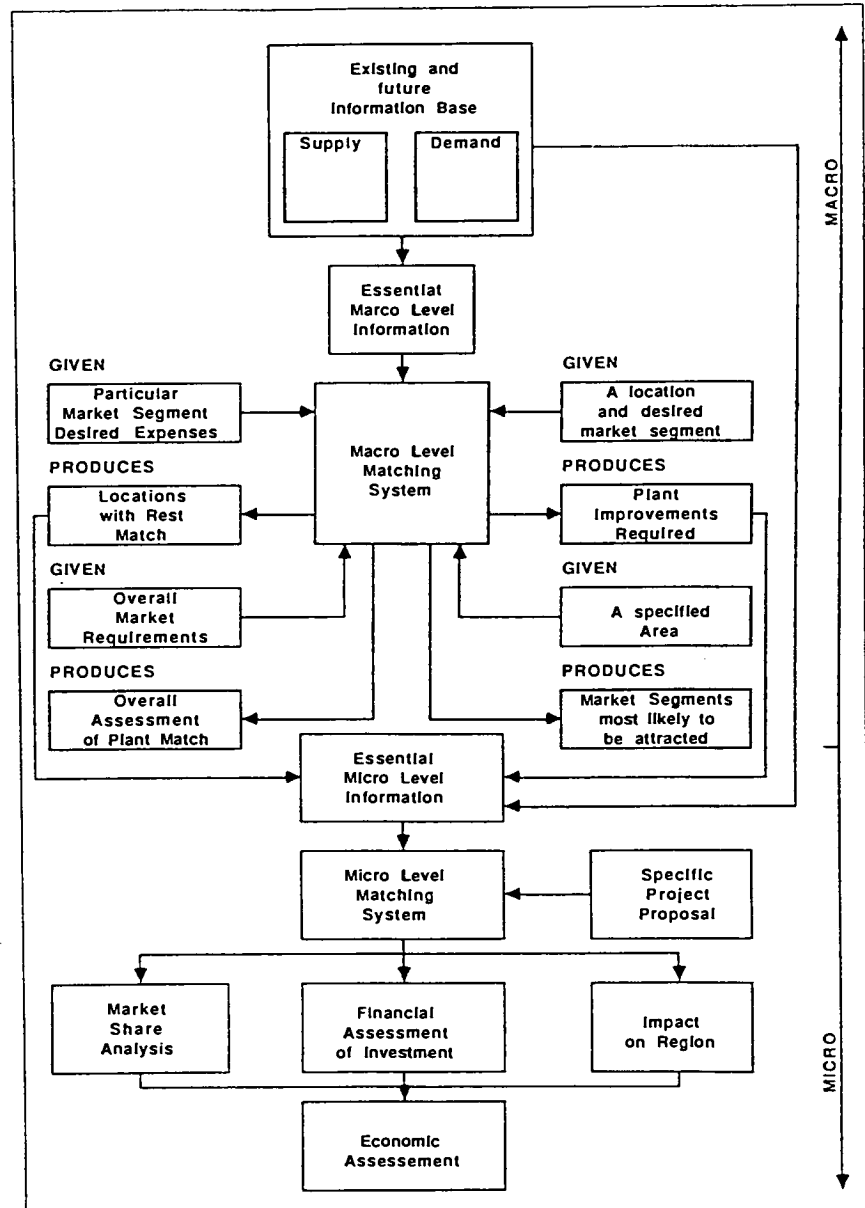 Existing and
future
Information Base
Supply
Demand
MACRO
Essential
Marco Level
Information
GIVEN
Particular
Market Segment
Desired Expenses
GIVEN
A location
and desired
market segment
Macro Level
Matching
System
PRODUCES
Locations
with Rest
Match
PRODUCES
Plant
Improvements
Required
GIVEN
Overall
Market
Requirements
GIVEN
A specified
Area
PRODUCES
Overall
Assessment
of Plant Match
PRODUCES
Market Segments
most likely to
be attracted
Essential
Micro Level
Information
Micro Level
Matching
System
Specific
Project
Proposal
Market
Share
Analysis
Financial
Assessment
of Investment
Impact
on Region
MICRO
Economic
Assessement